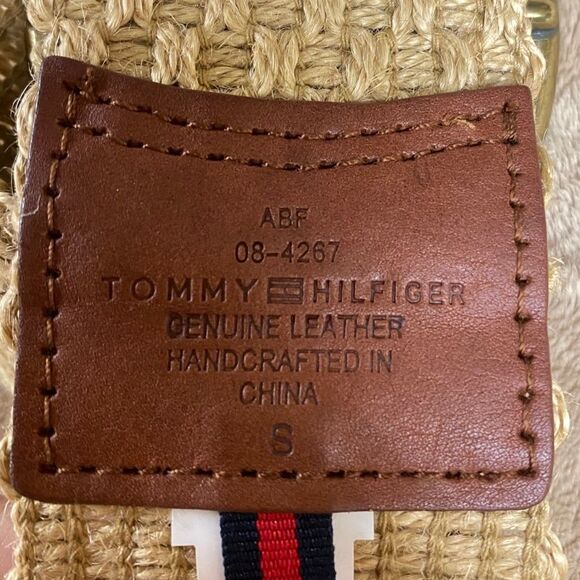 ABF
08-4267
TOMMY HILFIGER
GENUINE LEATHER
HANDCRAFTED IN
CHINA
S